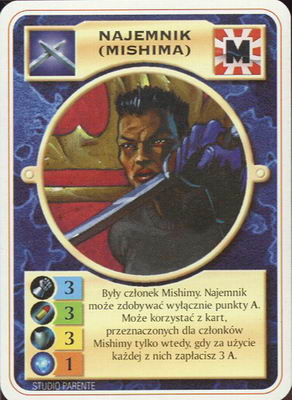 NAJEMNIK
(MISHIMA)
M
3
3
3
1
Były członek Mishimy. Najemnik
może zdobywać wyłącznie punkty A.
Może korzystać z kart,
przeznaczonych dla członków
Mishimy tylko wtedy, gdy za użycie
każdej z nich zapłacisz 3 A.
STUDIO PARENTE